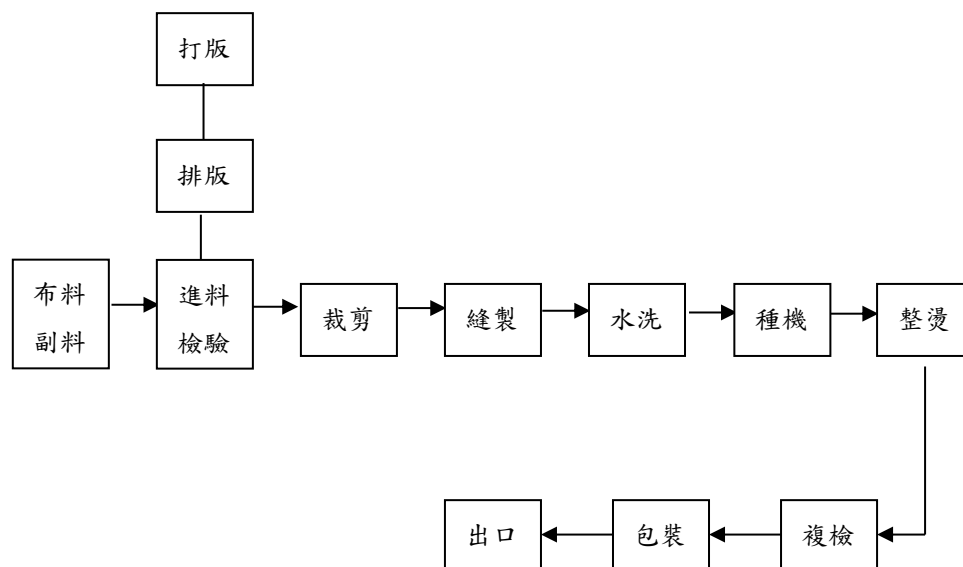 打版
排版
布料
副料
進料
檢驗
裁剪
縫製
水洗
種機
整燙
複檢
包裝
出口